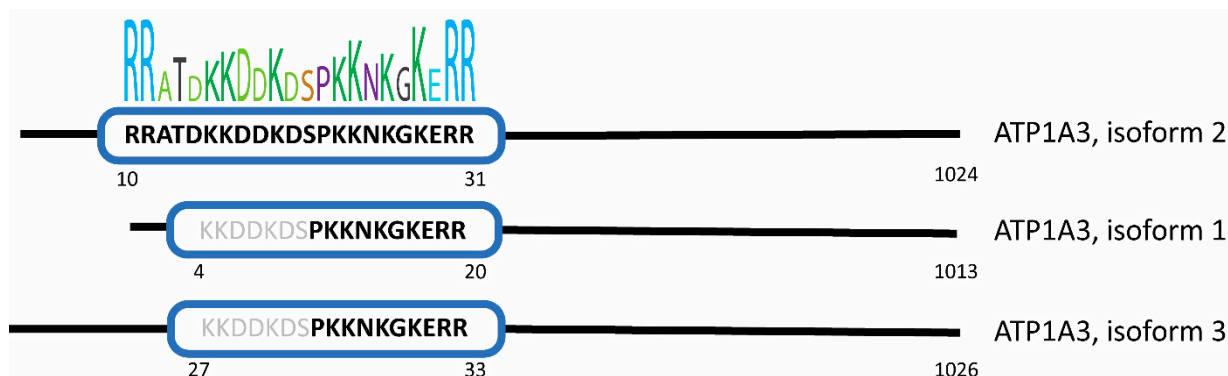 RRATDKKDDKDSPKKNKGKERR
RRATDKKDDKDSPKKNKGKERR ATP1A3, isoform 2
10 31 1024
KKDDKDSPKKNKGKERR ATP1A3, isoform 1
4 20 1013
KKDDKDSPKKNKGKERR ATP1A3, isoform 3
27 33 1026